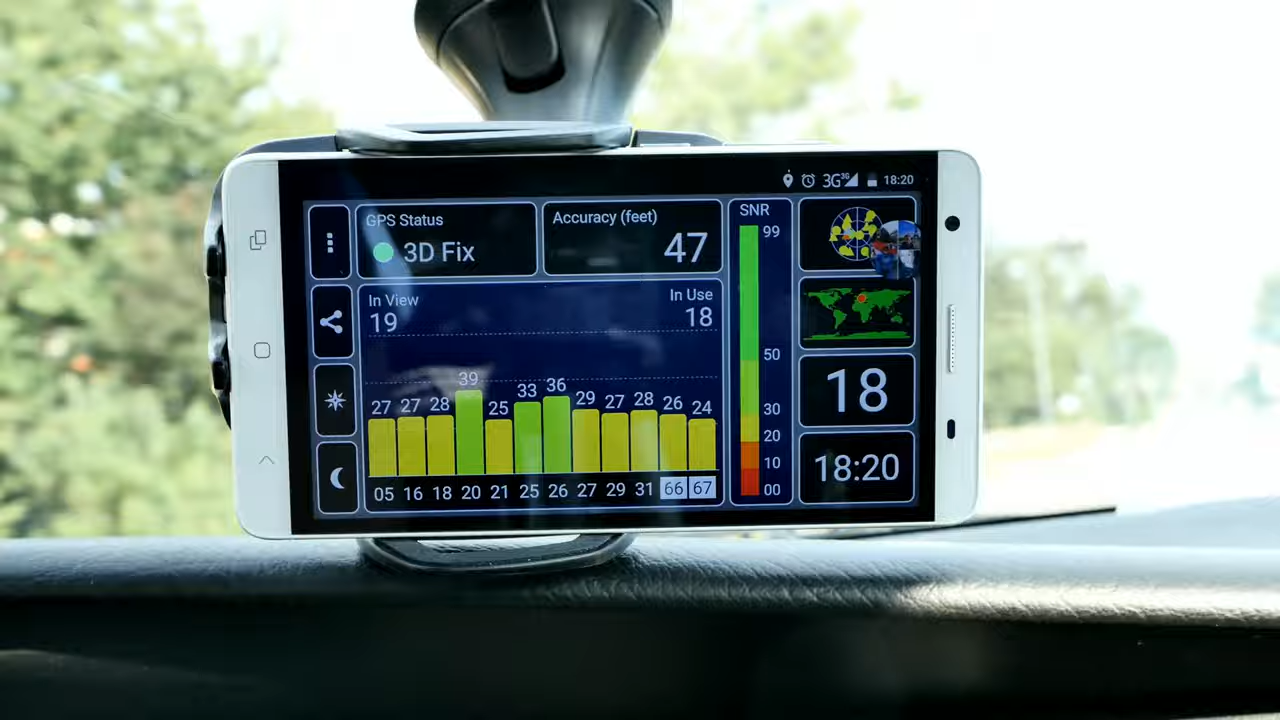 3G 3G 18:20
GPS Status
3D Fix
Accuracy (feet)
47
In View
19
In Use
18
27 27 28 39 25 33 36 29 27 28 26 24
05 16 18 20 21 25 26 27 29 31 66 67
SNR
99
50
30
20
10
00
18
18:20